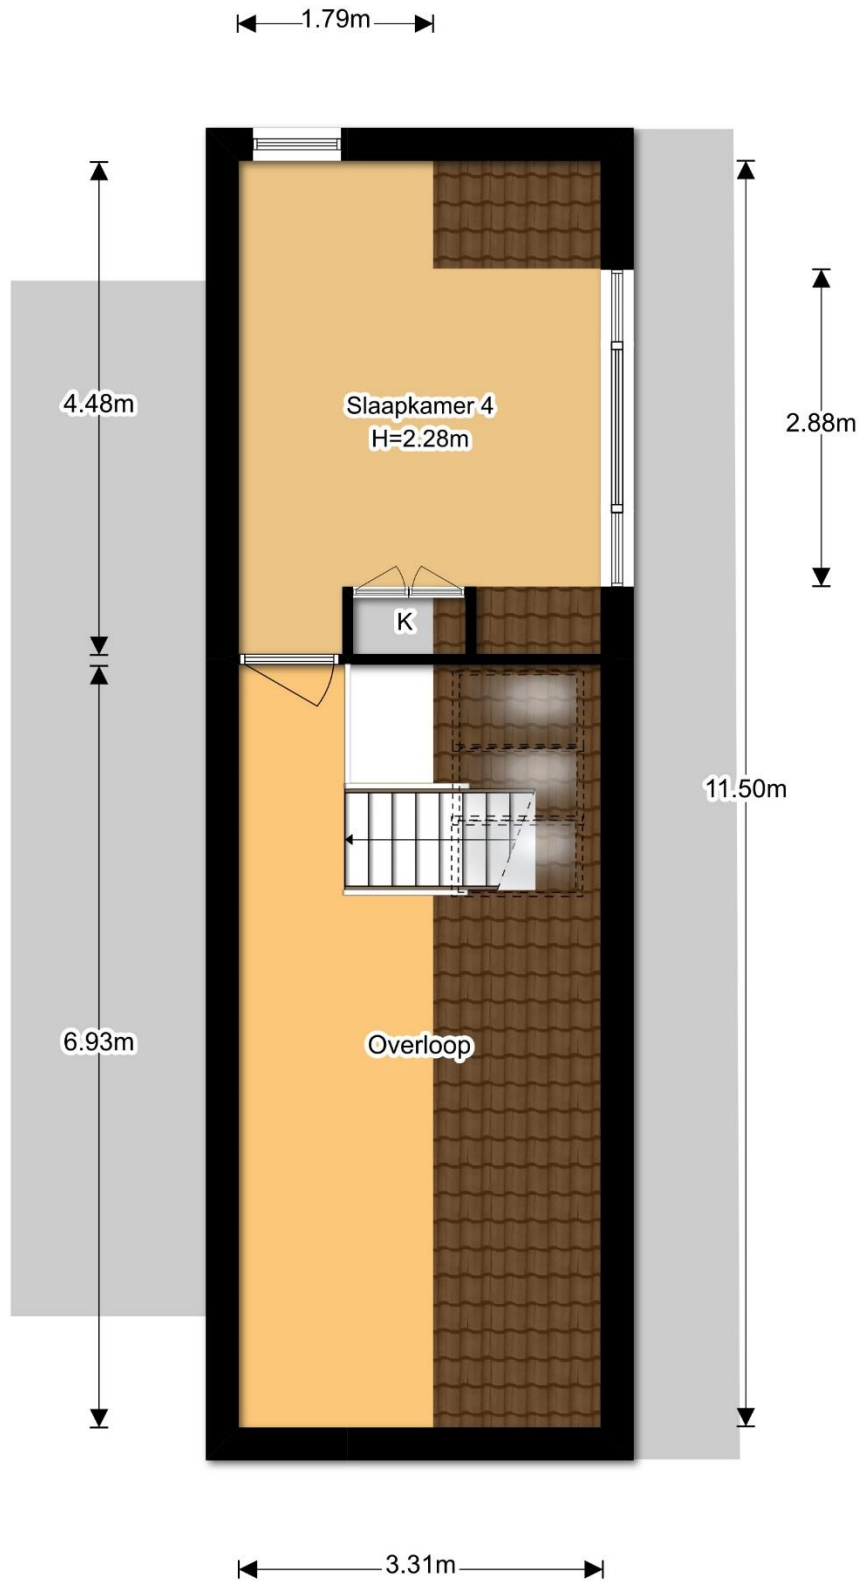 1.79m
4.48m
Slaapkamer 4
H=2.28m
2.88m
K
11.50m
6.93m
Overloop
3.31m